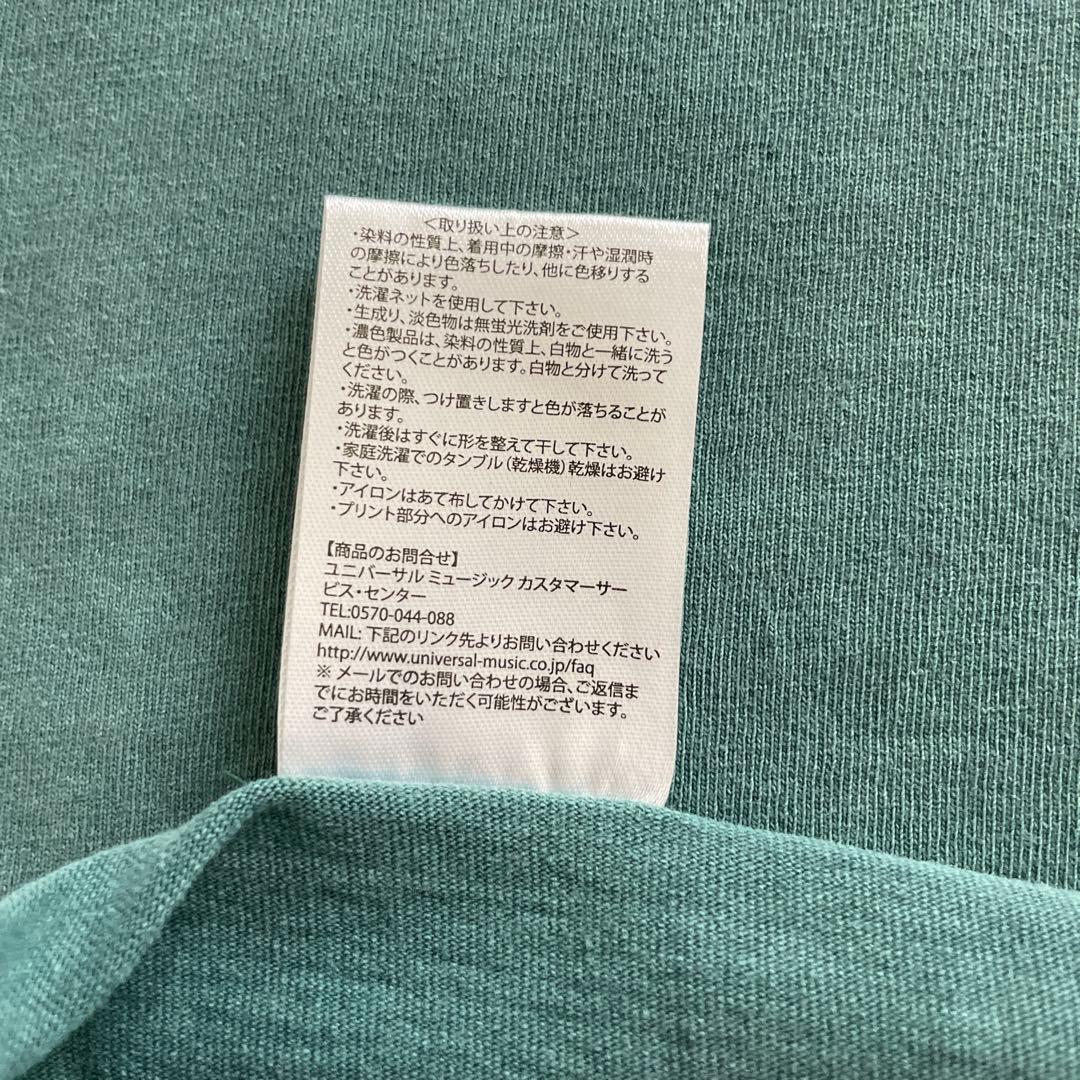 <取り扱い上の注意>
・染料の性質上、着用中の摩擦・汗や湿潤時
の摩擦により色落ちしたり、他に色移りする
ことがあります。
・洗濯ネットを使用して下さい。
・生成り、淡色物は無蛍光洗剤をご使用下さい。
・濃色製品は、染料の性質上、白物と一緒に洗う
と色がつくことがあります。白物と分けて洗って
ください。
・洗濯の際、つけ置きしますと色が落ちることが
あります。
・洗濯後はすぐに形を整えて干して下さい。
・家庭洗濯でのタンブル(乾燥機)乾燥はお避け
下さい。
・アイロンはあて布してかけて下さい。
・プリント部分へのアイロンはお避け下さい。
【商品のお問合せ】
ユニバーサル ミュージック カスタマーサー
ビス・センター
TEL:0570-044-088
MAIL: 下記のリンク先よりお問い合わせください
http://www.universal-music.co.jp/faq
※ メールでのお問い合わせの場合、ご返信ま
でにお時間をいただく可能性がございます。
ご了承ください